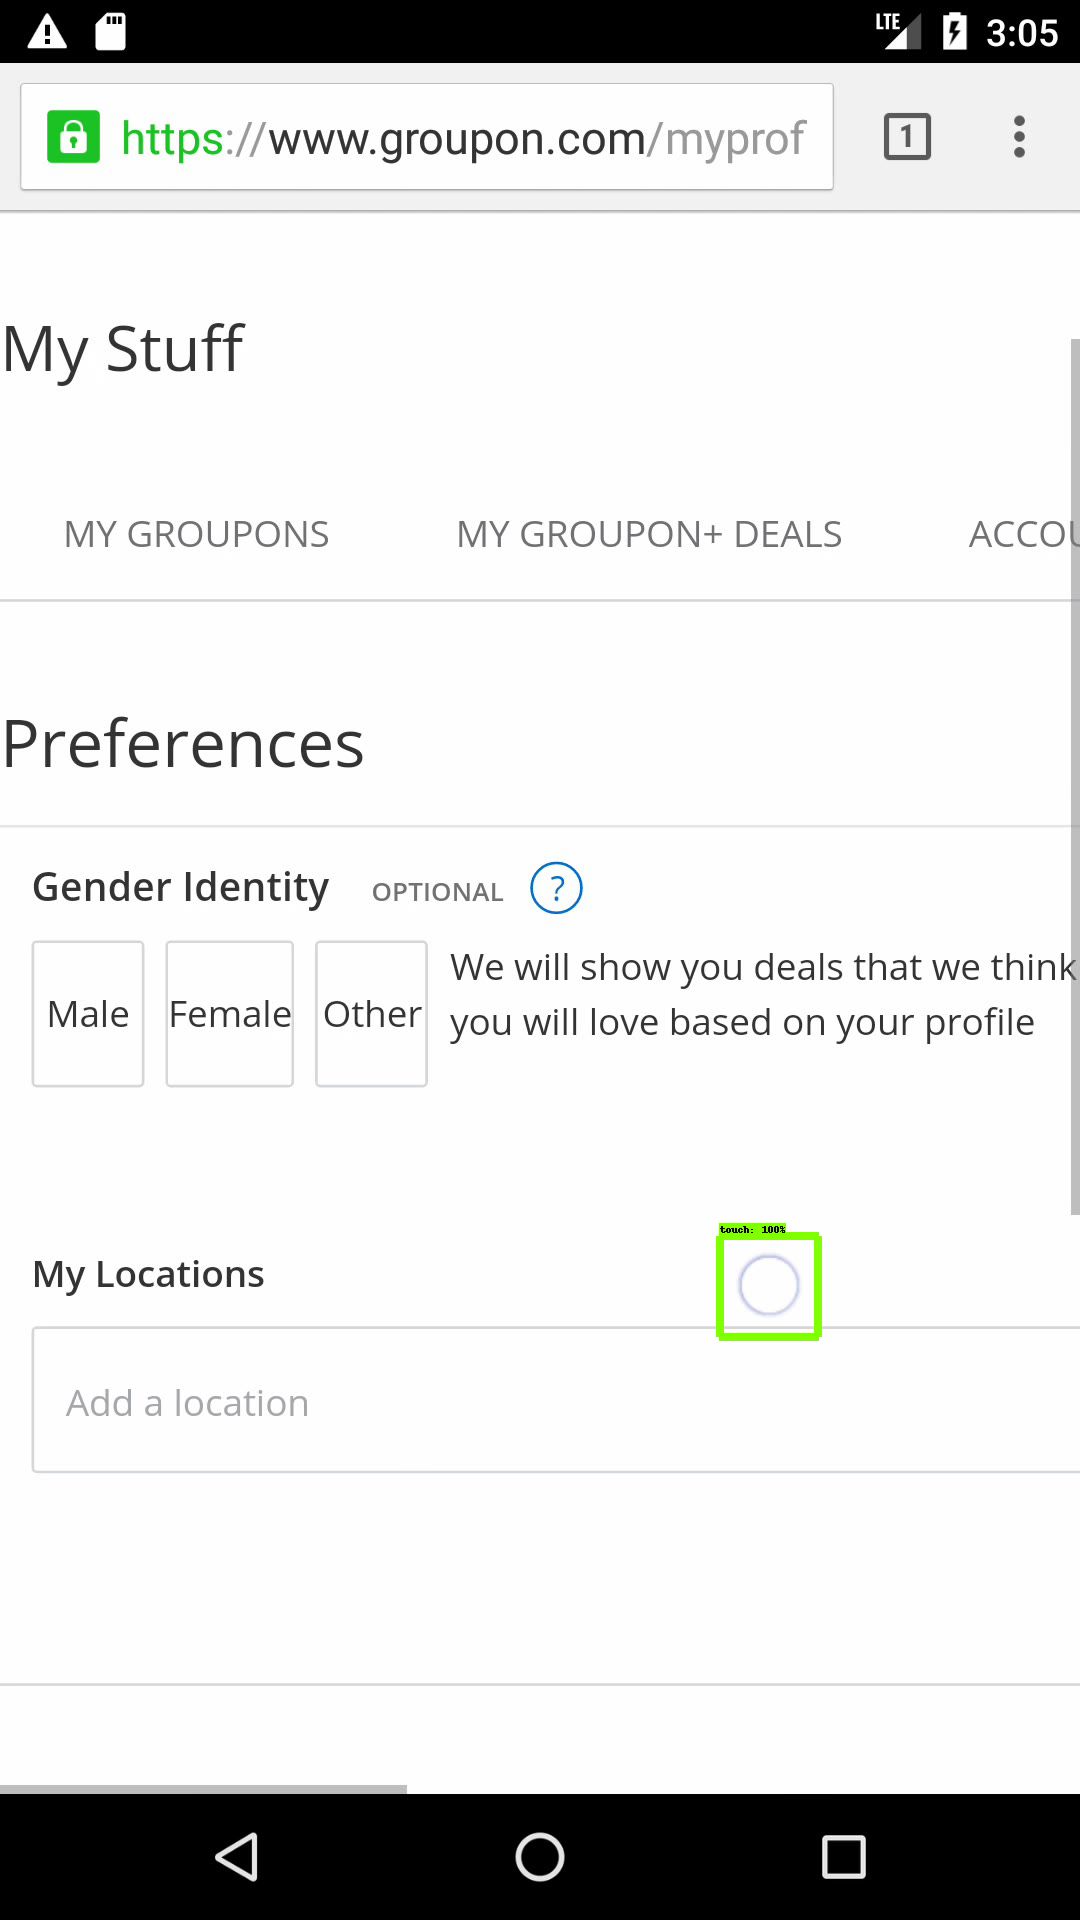 LTE 3:05
https://www.groupon.com/myprof
1
My Stuff
MY GROUPONS MY GROUPON+ DEALS ACCOU
Preferences
Gender Identity OPTIONAL ?
Male Female Other
We will show you deals that we think
you will love based on your profile
touch: 100%
My Locations
Add a location